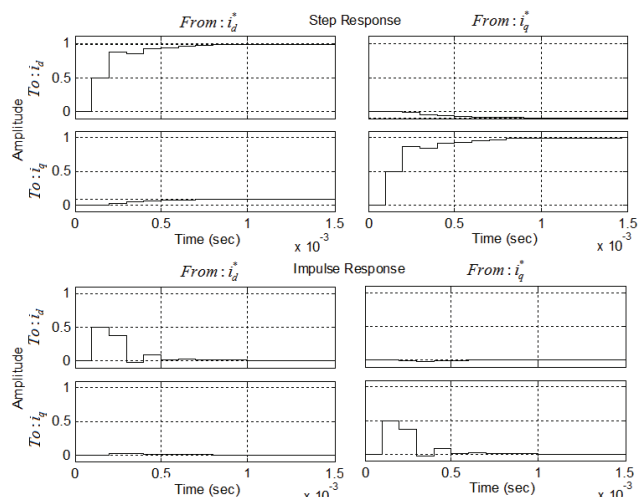 From: i_d^* Step Response From: i_q^*
Amplitude
To: i_d
1
0.5
0
To: i_q
1
0.5
0
0 0.5 1 1.5 0 0.5 1 1.5
Time (sec) x 10^-3 Time (sec) x 10^-3
From: i_d^* Impulse Response From: i_q^*
Amplitude
To: i_d
1
0.5
0
To: i_q
1
0.5
0
0 0.5 1 1.5 0 0.5 1 1.5
Time (sec) x 10^-3 Time (sec) x 10^-3